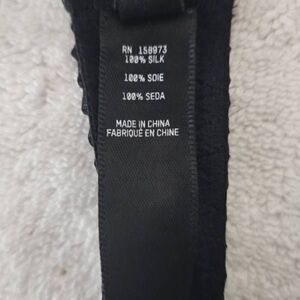 RN 158973
100% SILK
100% SOIE
100% SEDA
MADE IN CHINA
FABRIQUÉ EN CHINE